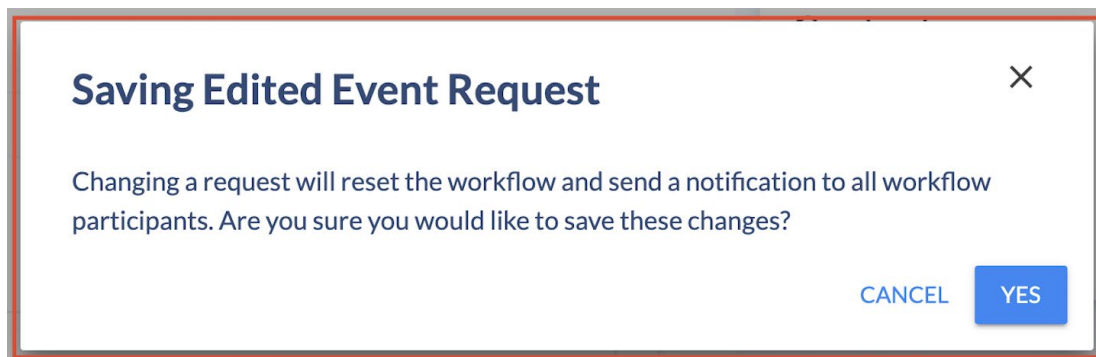 Saving Edited Event Request
Changing a request will reset the workflow and send a notification to all workflow
participants. Are you sure you would like to save these changes?
CANCEL YES